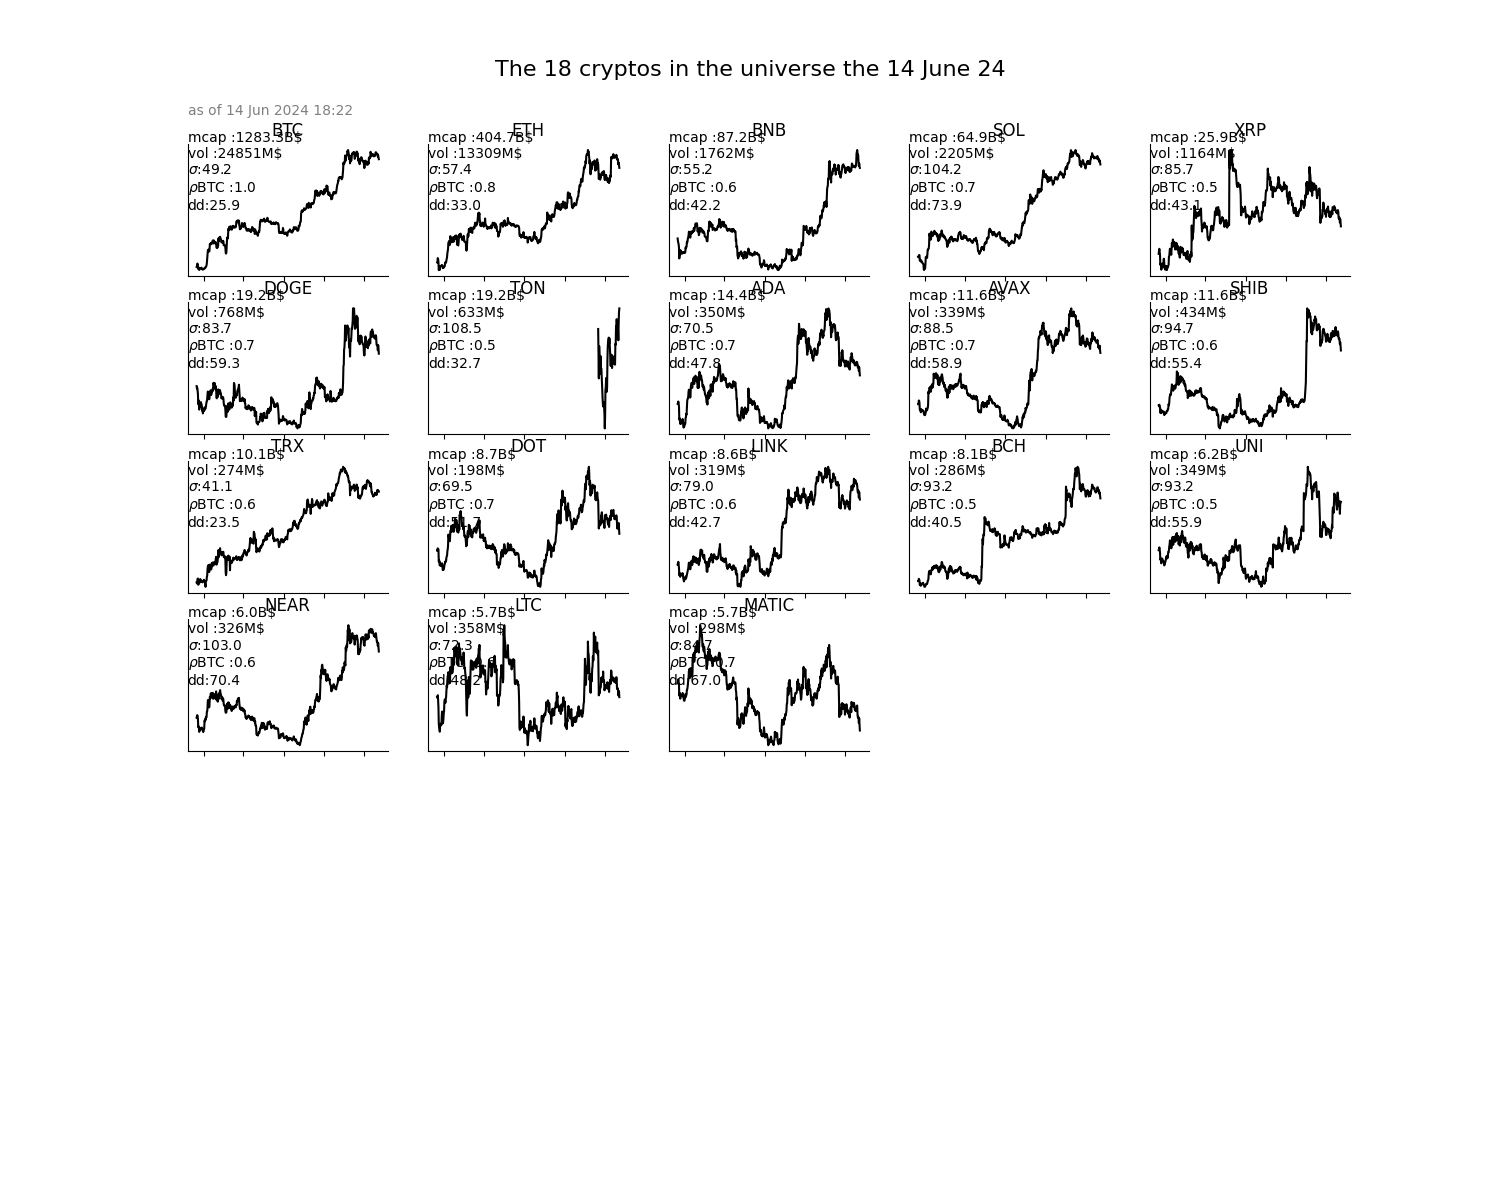 The 18 cryptos in the universe the 14 June 24
as of 14 Jun 2024 18:22
BTC
mcap :1283.3B$
vol :24851M$
σ:49.2
ρBTC :1.0
dd:25.9
ETH
mcap :404.7B$
vol :13309M$
σ:57.4
ρBTC :0.8
dd:33.0
BNB
mcap :87.2B$
vol :1762M$
σ:55.2
ρBTC :0.6
dd:42.2
SOL
mcap :64.9B$
vol :2205M$
σ:104.2
ρBTC :0.7
dd:73.9
XRP
mcap :25.9B$
vol :1164M$
σ:85.7
ρBTC :0.5
dd:43.1
DOGE
mcap :19.2B$
vol :768M$
σ:83.7
ρBTC :0.7
dd:59.3
TON
mcap :19.2B$
vol :633M$
σ:108.5
ρBTC :0.5
dd:32.7
ADA
mcap :14.4B$
vol :350M$
σ:70.5
ρBTC :0.7
dd:47.8
AVAX
mcap :11.6B$
vol :339M$
σ:88.5
ρBTC :0.7
dd:58.9
SHIB
mcap :11.6B$
vol :434M$
σ:94.7
ρBTC :0.6
dd:55.4
TRX
mcap :10.1B$
vol :274M$
σ:41.1
ρBTC :0.6
dd:23.5
DOT
mcap :8.7B$
vol :198M$
σ:69.5
ρBTC :0.7
LINK
mcap :8.6B$
vol :319M$
σ:79.0
ρBTC :0.6
dd:42.7
BCH
mcap :8.1B$
vol :286M$
σ:93.2
ρBTC :0.5
dd:40.5
UNI
mcap :6.2B$
vol :349M$
σ:93.2
ρBTC :0.5
dd:55.9
NEAR
mcap :6.0B$
vol :326M$
σ:103.0
ρBTC :0.6
dd:70.4
LTC
mcap :5.7B$
vol :358M$
σ:72.3
ρBTC
dd:48.2
MATIC
mcap :5.7B$
vol :298M$
σ:84.7
ρBTC :0.7
dd:67.0